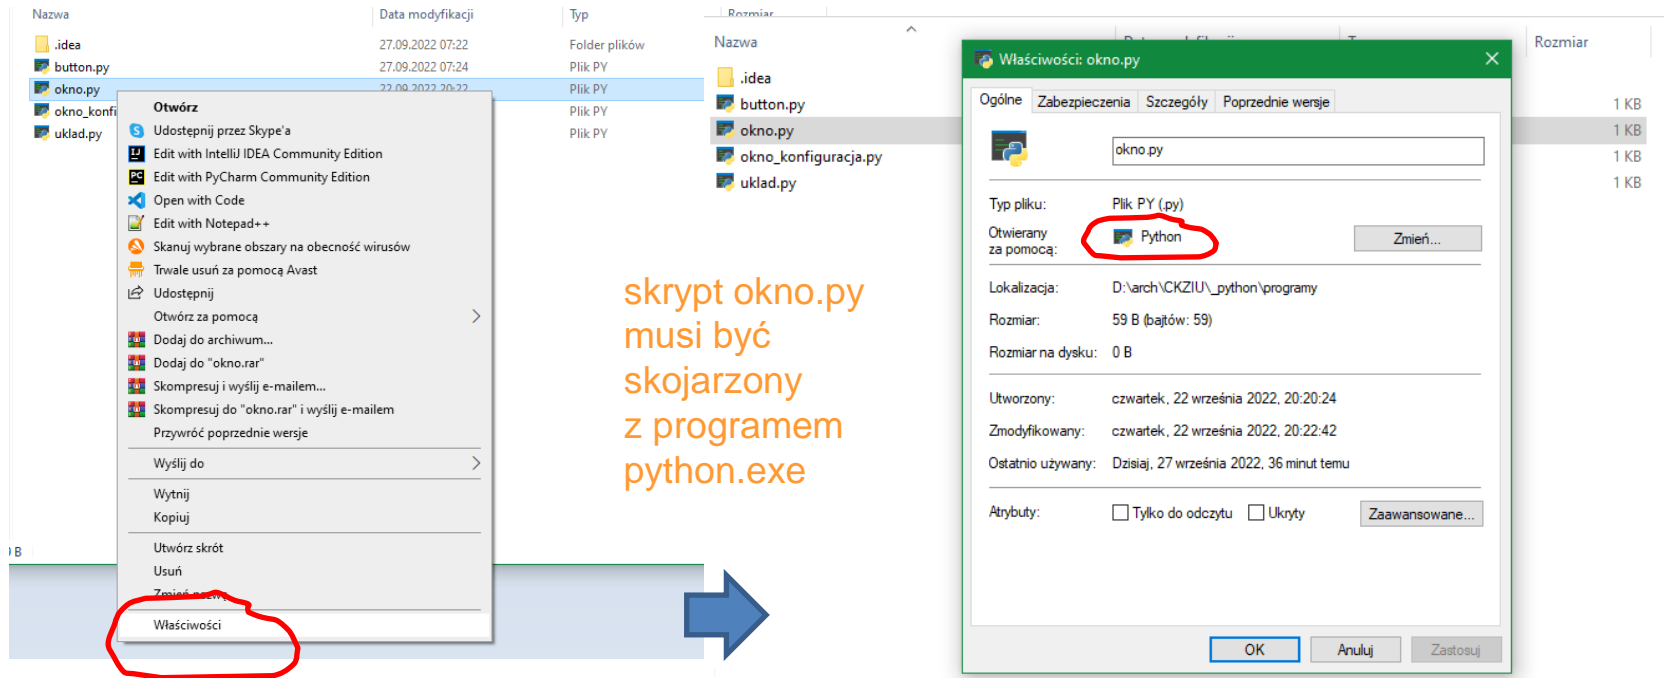 Nazwa Data modyfikacji Typ Rozmiar
.idea 27.09.2022 07:22 Folder plików
button.py 27.09.2022 07:24 Plik PY
okno.py 22.09.2022 20:22 Plik PY
okno_konfi Plik PY
uklad.py Plik PY
Otwórz
Udostępnij przez Skype'a
Edit with IntelliJ IDEA Community Edition
Edit with PyCharm Community Edition
Open with Code
Edit with Notepad++
Skanuj wybrane obszary na obecność wirusów
Trwale usuń za pomocą Avast
Udostępnij
Otwórz za pomocą
Dodaj do archiwum...
Dodaj do "okno.rar"
Skompresuj i wyślij e-mailem...
Skompresuj do "okno.rar" i wyślij e-mailem
Przywróć poprzednie wersje
Wyślij do
Wytnij
Kopiuj
Utwórz skrót
Usuń
Zmień nazwę
Właściwości
B
skrypt okno.py
musi być
skojarzony
z programem
python.exe
Nazwa Rozmiar
.idea
button.py 1 KB
okno.py 1 KB
okno_konfiguracja.py 1 KB
uklad.py 1 KB
Właściwości: okno.py
Ogólne Zabezpieczenia Szczegóły Poprzednie wersje
okno.py
Typ pliku: Plik PY (.py)
Otwierany
za pomocą: Python Zmień...
Lokalizacja: D:\arch\CKZIU\_python\programy
Rozmiar: 59 B (bajtów: 59)
Rozmiar na dysku: 0 B
Utworzony: czwartek, 22 września 2022, 20:20:24
Zmodyfikowany: czwartek, 22 września 2022, 20:22:42
Ostatnio używany: Dzisiaj, 27 września 2022, 36 minut temu
Atrybuty: Tylko do odczytu Ukryty Zaawansowane...
OK Anuluj Zastosuj